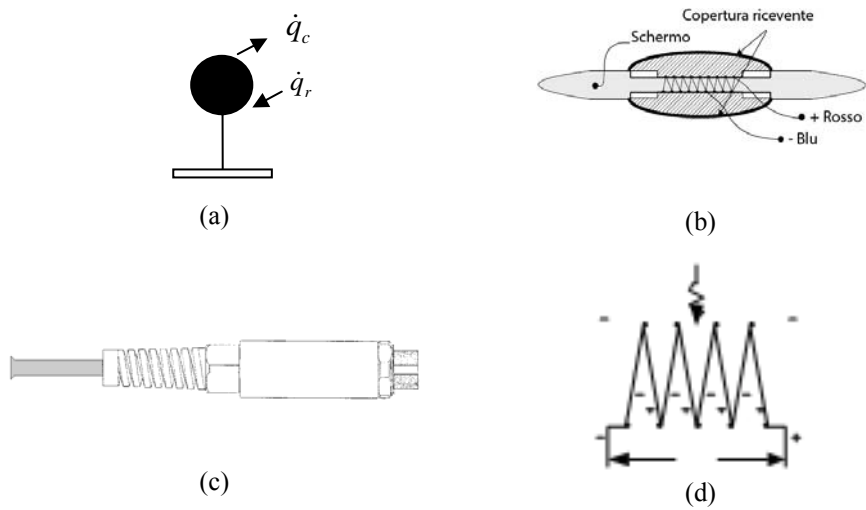 q̇c
q̇r
(a)
Copertura ricevente
Schermo
+ Rosso
- Blu
(b)
(c)
- -
- - - -
- +
(d)